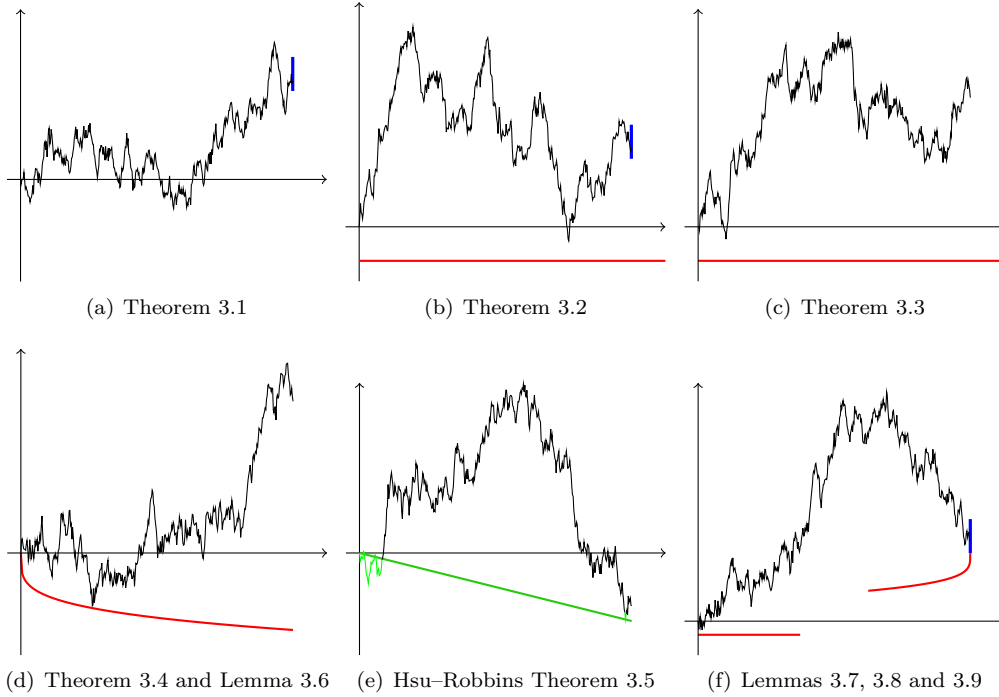 (a) Theorem 3.1
(b) Theorem 3.2
(c) Theorem 3.3
(d) Theorem 3.4 and Lemma 3.6
(e) Hsu–Robbins Theorem 3.5
(f) Lemmas 3.7, 3.8 and 3.9